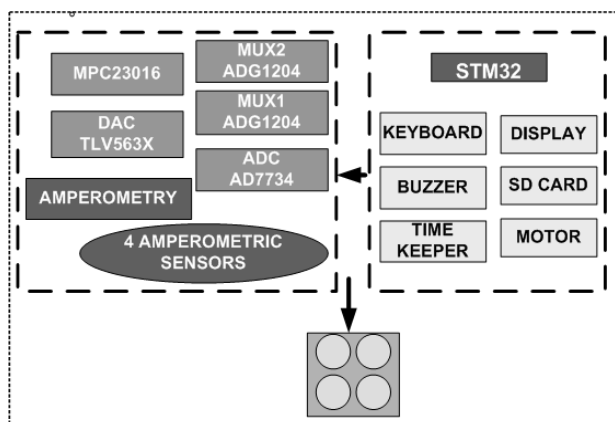 MPC23016
DAC
TLV563X
AMPEROMETRY
MUX2
ADG1204
MUX1
ADG1204
ADC
AD7734
4 AMPEROMETRIC
SENSORS
STM32
KEYBOARD
DISPLAY
BUZZER
SD CARD
TIME
KEEPER
MOTOR